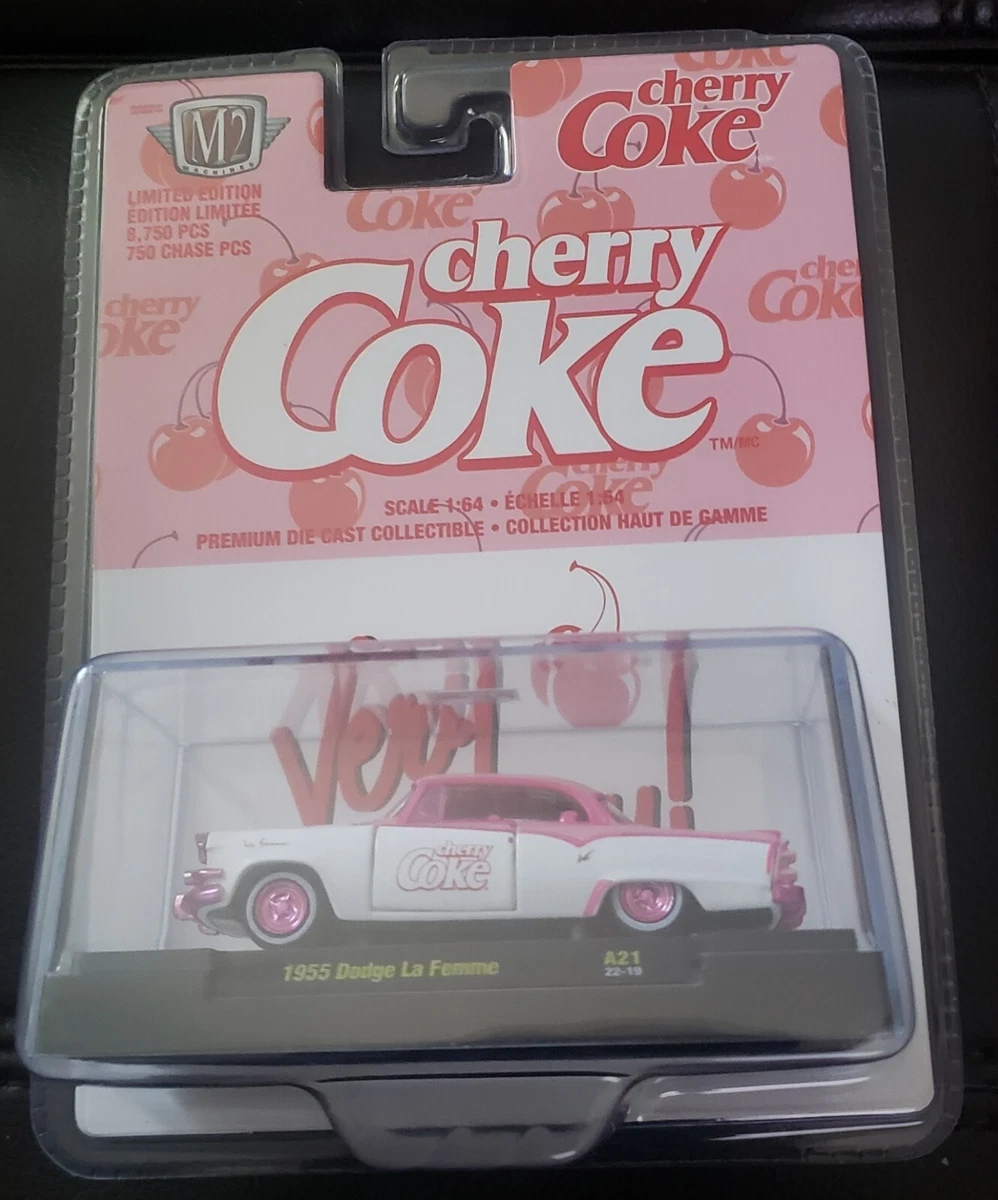 M2
MACHINES
LIMITED EDITION
ÉDITION LIMITÉE
8,750 PCS
750 CHASE PCS
cherry
Coke
Coke
Coke
cherry
Coke
TM/MC
cherry
Coke
SCALE 1:64 • ÉCHELLE 1:64
PREMIUM DIE CAST COLLECTIBLE • COLLECTION HAUT DE GAMME
Very
cherry
Coke
1955 Dodge La Femme
A21
22-19